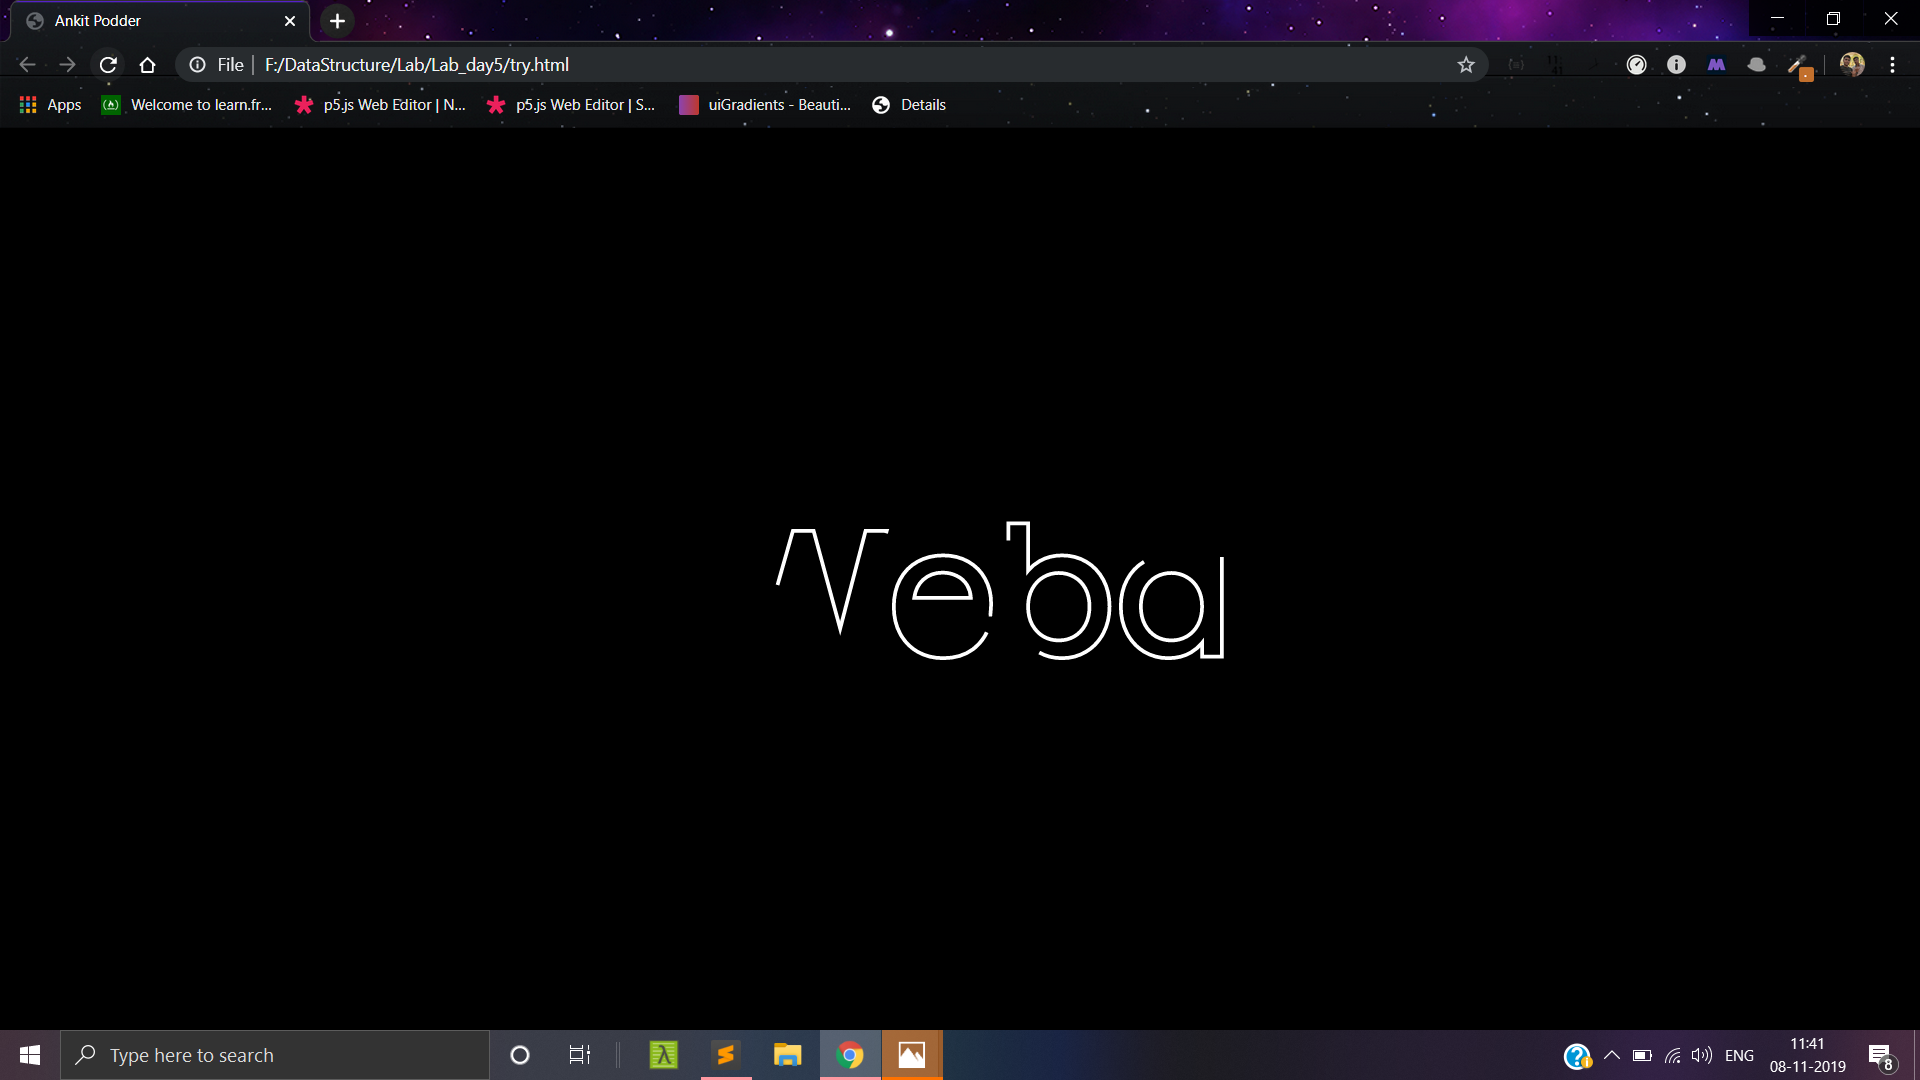 Ankit Podder
File | F:/DataStructure/Lab/Lab_day5/try.html
Apps Welcome to learn.fr... p5.js Web Editor | N... p5.js Web Editor | S... uiGradients - Beauti... Details
Veba
Type here to search
ENG
11:41
08-11-2019
8